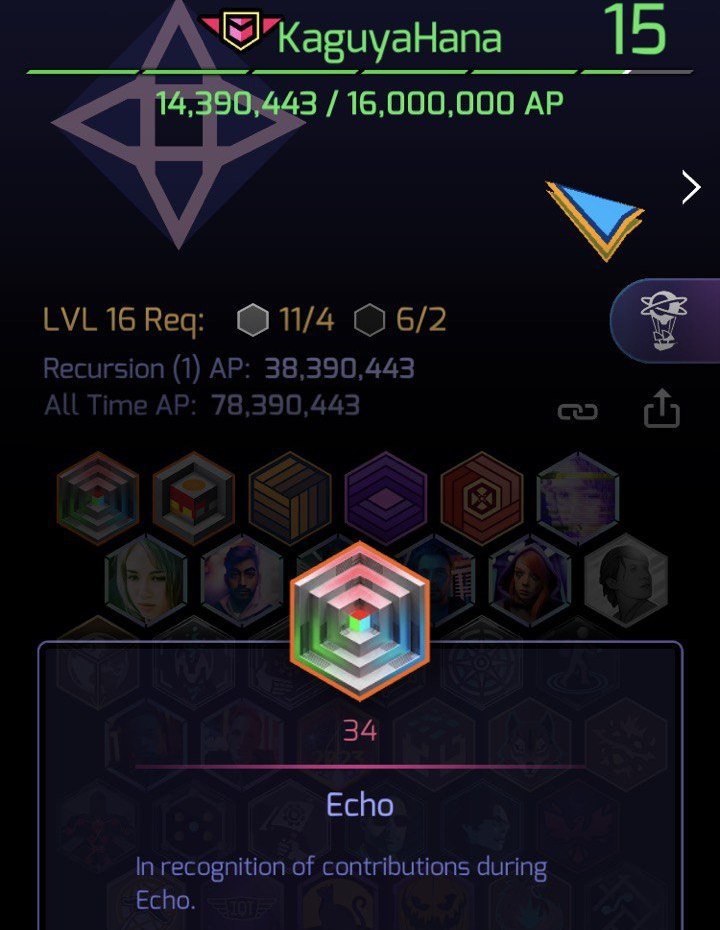 KaguyaHana 15
14,390,443 / 16,000,000 AP
LVL 16 Req: 11/4 6/2
Recursion (1) AP: 38,390,443
All Time AP: 78,390,443
34
Echo
In recognition of contributions during
Echo.